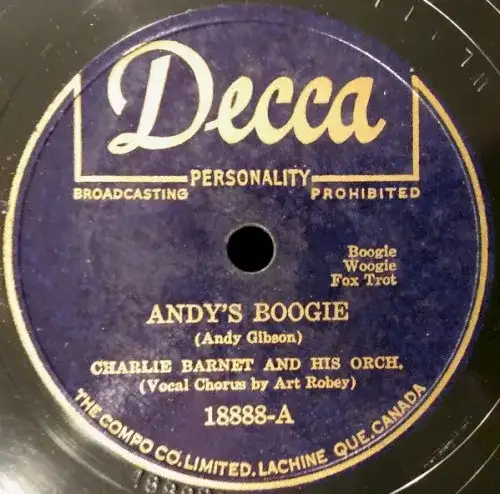 Decca
PERSONALITY
BROADCASTING PROHIBITED
Boogie
Woogie
Fox Trot
ANDY'S BOOGIE
(Andy Gibson)
CHARLIE BARNET AND HIS ORCH.
(Vocal Chorus by Art Robey)
18888-A
THE COMPO CO. LIMITED. LACHINE QUE. CANADA